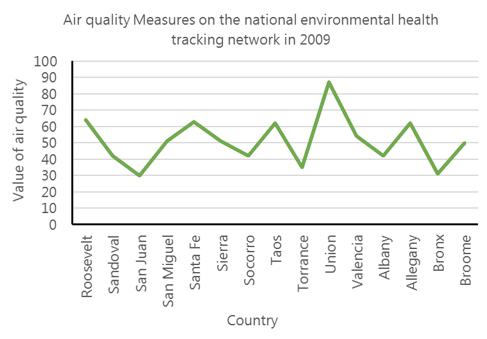 Air quality Measures on the national environmental health
tracking network in 2009
Value of air quality
100
90
80
70
60
50
40
30
20
10
0
Roosevelt
Sandoval
San Juan
San Miguel
Santa Fe
Sierra
Socorro
Taos
Torrance
Union
Valencia
Albany
Allegany
Bronx
Broome
Country